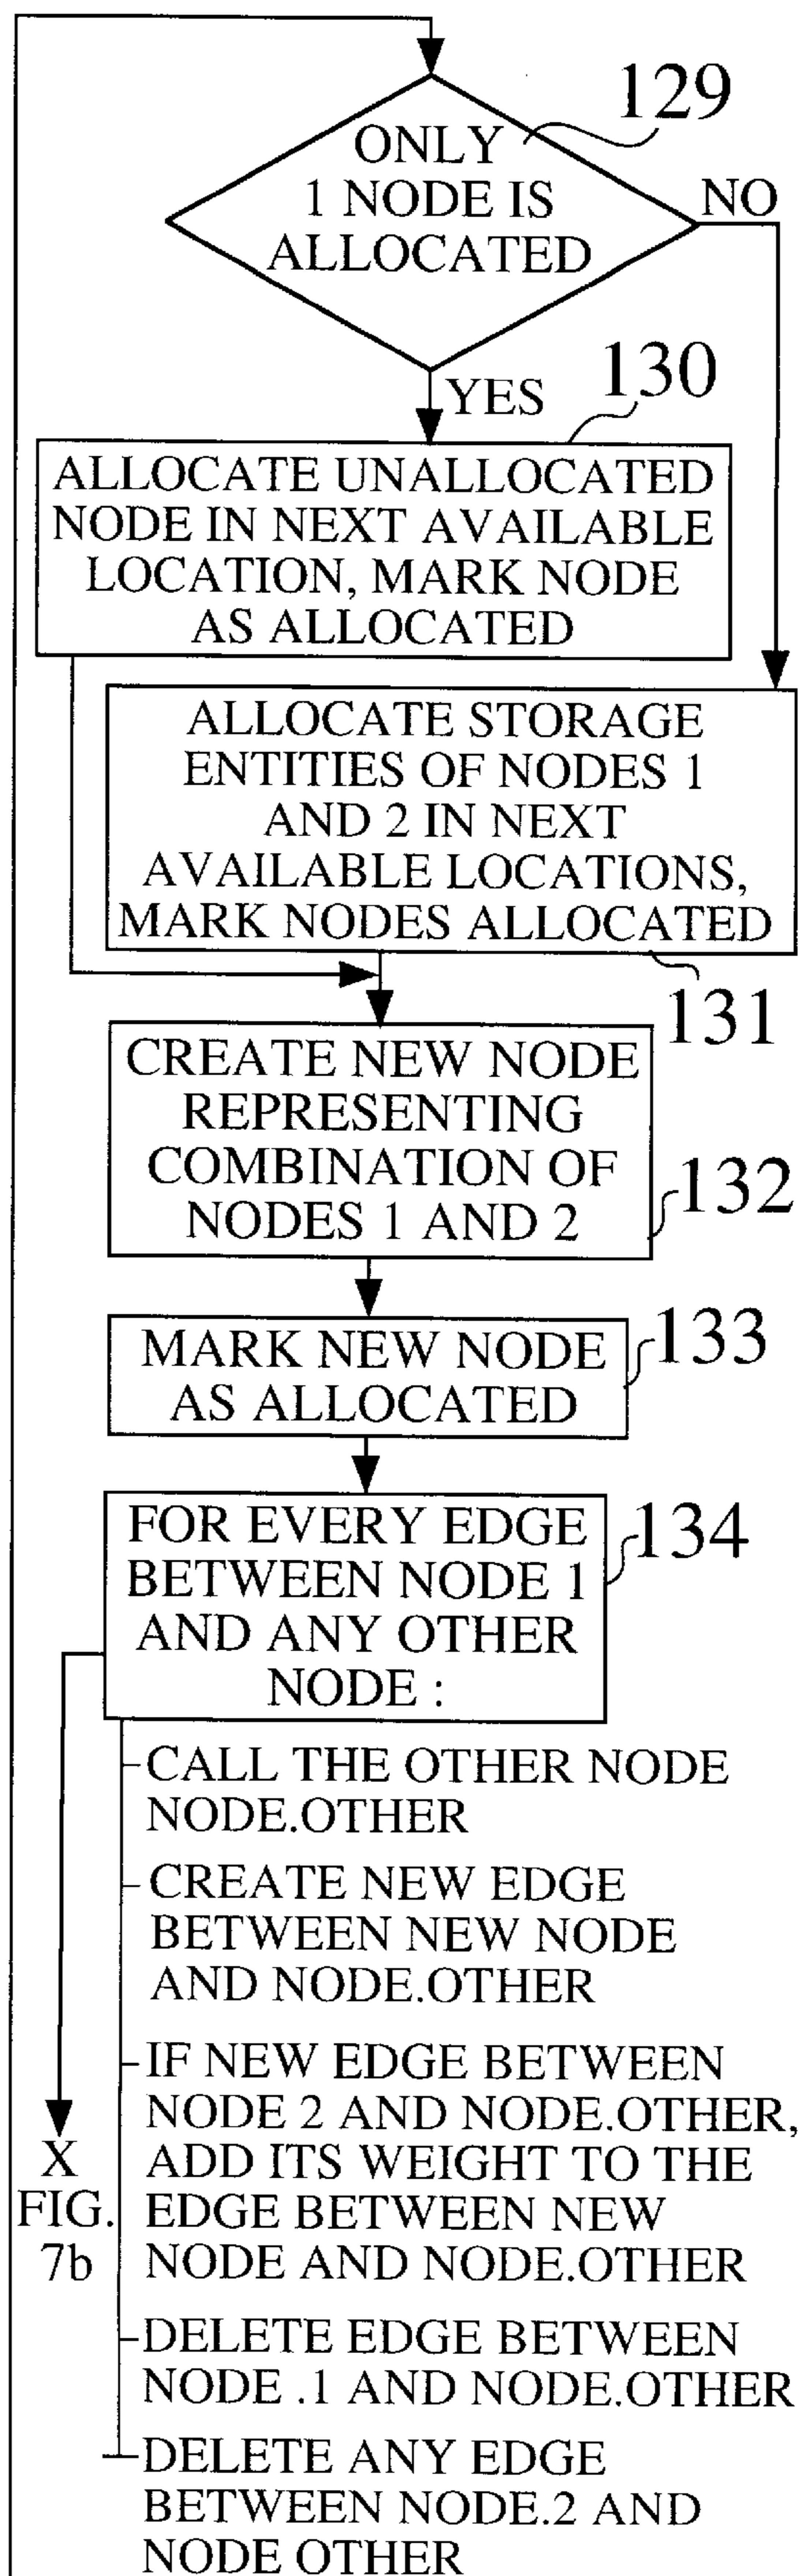 129
ONLY
1 NODE IS
ALLOCATED
NO
YES
130
ALLOCATE UNALLOCATED
NODE IN NEXT AVAILABLE
LOCATION, MARK NODE
AS ALLOCATED
ALLOCATE STORAGE
ENTITIES OF NODES 1
AND 2 IN NEXT
AVAILABLE LOCATIONS,
MARK NODES ALLOCATED
131
CREATE NEW NODE
REPRESENTING
COMBINATION OF
NODES 1 AND 2
132
MARK NEW NODE
AS ALLOCATED
133
FOR EVERY EDGE
BETWEEN NODE 1
AND ANY OTHER
NODE :
134
CALL THE OTHER NODE
NODE.OTHER
CREATE NEW EDGE
BETWEEN NEW NODE
AND NODE.OTHER
IF NEW EDGE BETWEEN
NODE 2 AND NODE.OTHER,
ADD ITS WEIGHT TO THE
EDGE BETWEEN NEW
NODE AND NODE.OTHER
X
FIG.
7b
DELETE EDGE BETWEEN
NODE .1 AND NODE.OTHER
DELETE ANY EDGE
BETWEEN NODE.2 AND
NODE OTHER